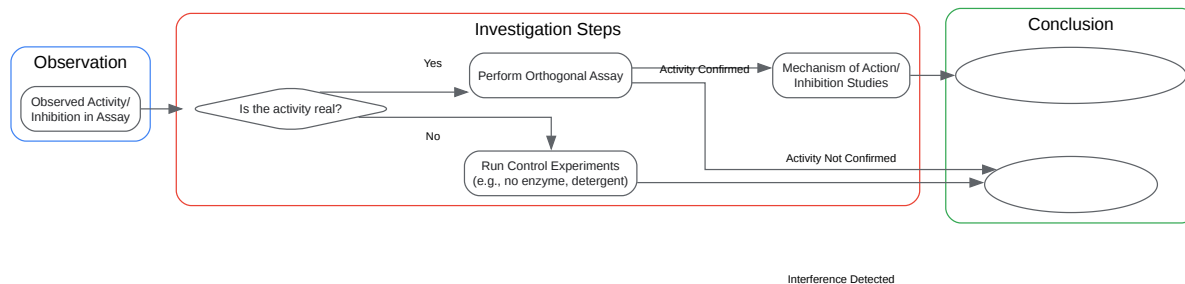 Observation
Observed Activity/
Inhibition in Assay
Investigation Steps
Is the activity real?
Yes
No
Perform Orthogonal Assay
Run Control Experiments
(e.g., no enzyme, detergent)
Activity Confirmed
Mechanism of Action/
Inhibition Studies
Activity Not Confirmed
Interference Detected
Conclusion